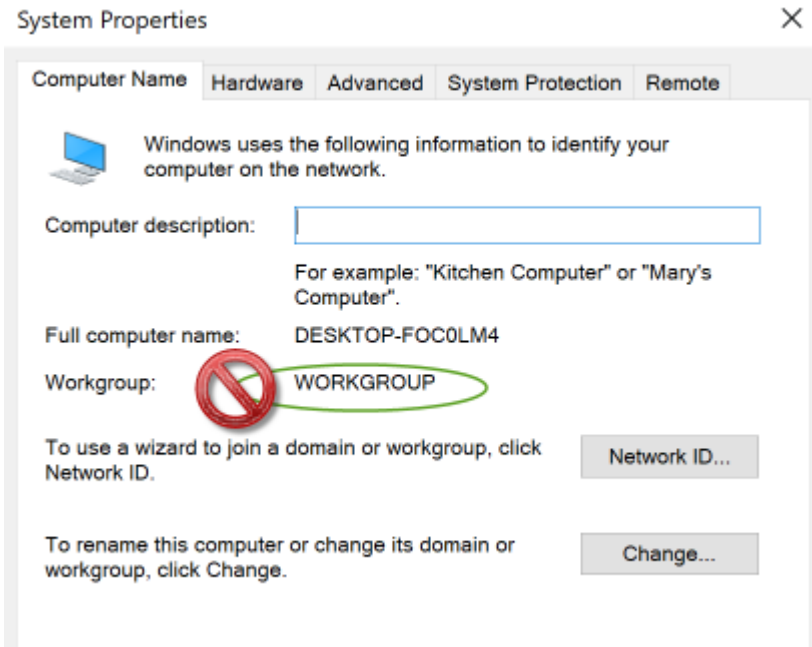 System Properties
Computer Name Hardware Advanced System Protection Remote
Windows uses the following information to identify your
computer on the network.
Computer description:
For example: "Kitchen Computer" or "Mary's
Computer".
Full computer name: DESKTOP-FOC0LM4
Workgroup: WORKGROUP
To use a wizard to join a domain or workgroup, click
Network ID.
Network ID...
To rename this computer or change its domain or
workgroup, click Change.
Change...